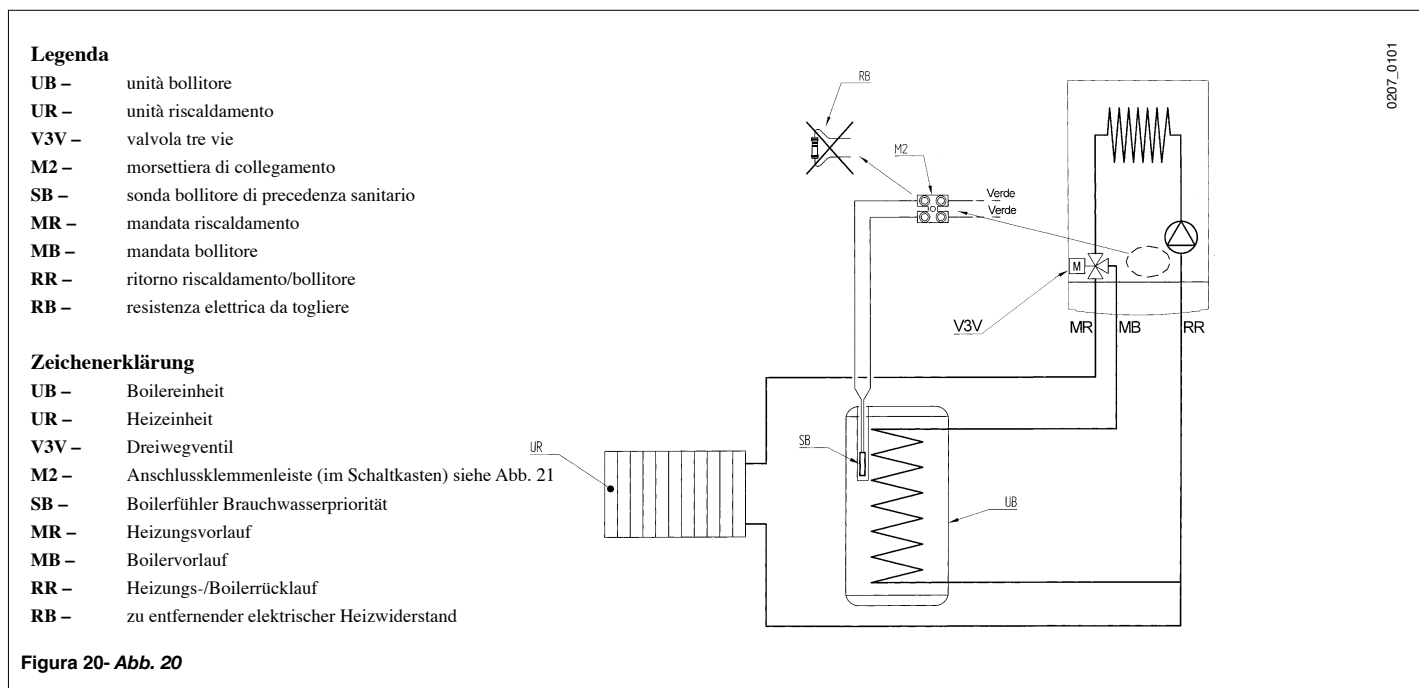 Legenda
UB – unità bollitore
UR – unità riscaldamento
V3V – valvola tre vie
M2 – morsettiera di collegamento
SB – sonda bollitore di precedenza sanitario
MR – mandata riscaldamento
MB – mandata bollitore
RR – ritorno riscaldamento/bollitore
RB – resistenza elettrica da togliere
Zeichenerklärung
UB – Boilereinheit
UR – Heizeinheit
V3V – Dreiwegventil
M2 – Anschlussklemmenleiste (im Schaltkasten) siehe Abb. 21
SB – Boilerfühler Brauchwasserpriorität
MR – Heizungsvorlauf
MB – Boilervorlauf
RR – Heizungs-/Boilerrücklauf
RB – zu entfernender elektrischer Heizwiderstand
Figura 20- Abb. 20
RB
M2
Verde
Verde
M
V3V
MR
MB
RR
UR
SB
UB
0207_0101